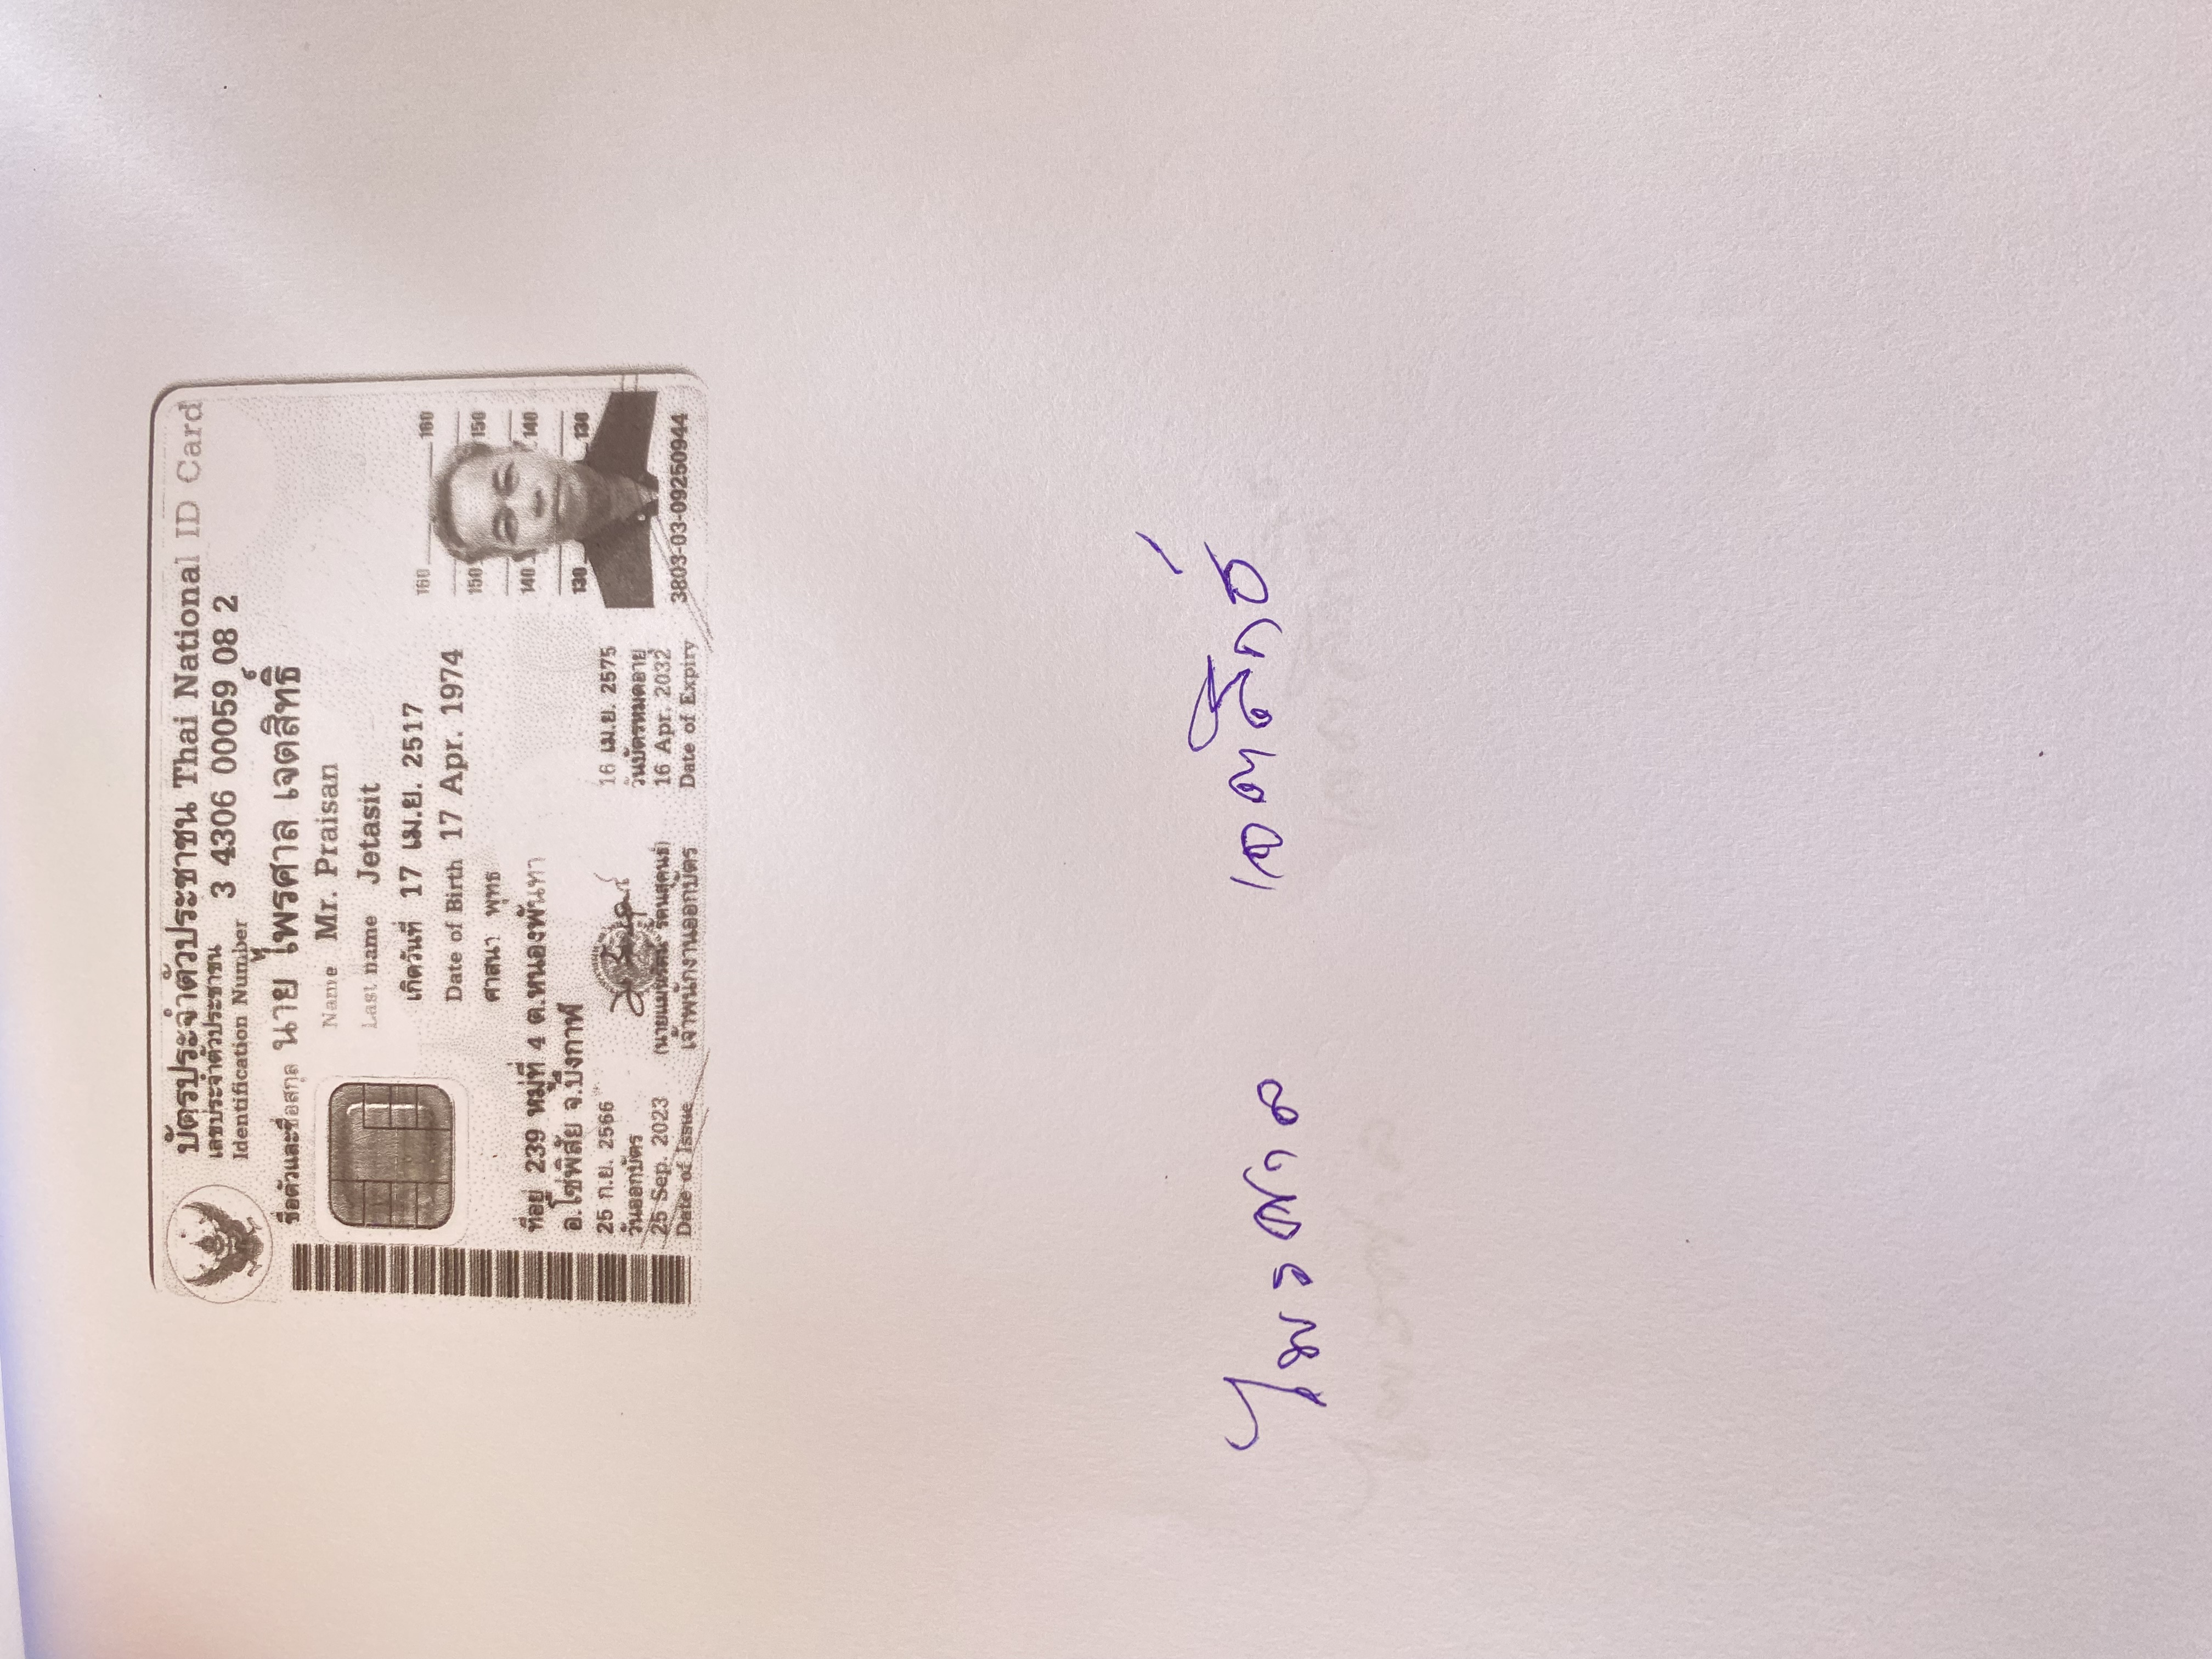 บัตรประจำตัวประชาชน Thai National ID Card
เลขประจำตัวประชาชน 3 4306 00059 08 2
Identification Number
ชื่อตัวและชื่อสกุล นาย ไพรศาล เจตสิทธิ์
Name Mr. Praisan
Last name Jetasit
เกิดวันที่ 17 เม.ย. 2517
Date of Birth 17 Apr. 1974
ศาสนา พุทธ
ที่อยู่ 239 หมู่ที่ 4 ต.หนองพันทา
อ.โซ่พิสัย จ.บึงกาฬ
160 160
150 150
140 140
130 130
25 ก.ย. 2566
วันออกบัตร
25 Sep. 2023
Date of Issue
เจ้าพนักงานออกบัตร
16 เม.ย. 2575
วันบัตรหมดอายุ
16 Apr. 2032
Date of Expiry
3803-03-09250944
ไพรศาล เจตสิทธ์